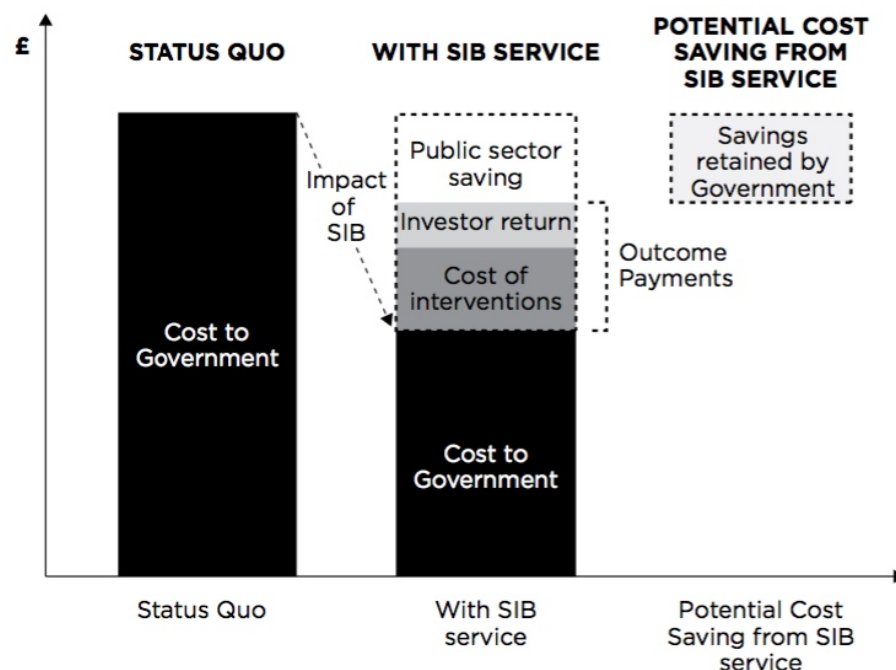 £
STATUS QUO
WITH SIB SERVICE
POTENTIAL COST
SAVING FROM
SIB SERVICE
Impact
of
SIB
Public sector
saving
Investor return
Cost of
interventions
Outcome
Payments
Savings
retained by
Government
Cost to
Government
Cost to
Government
Status Quo
With SIB
service
Potential Cost
Saving from SIB
service